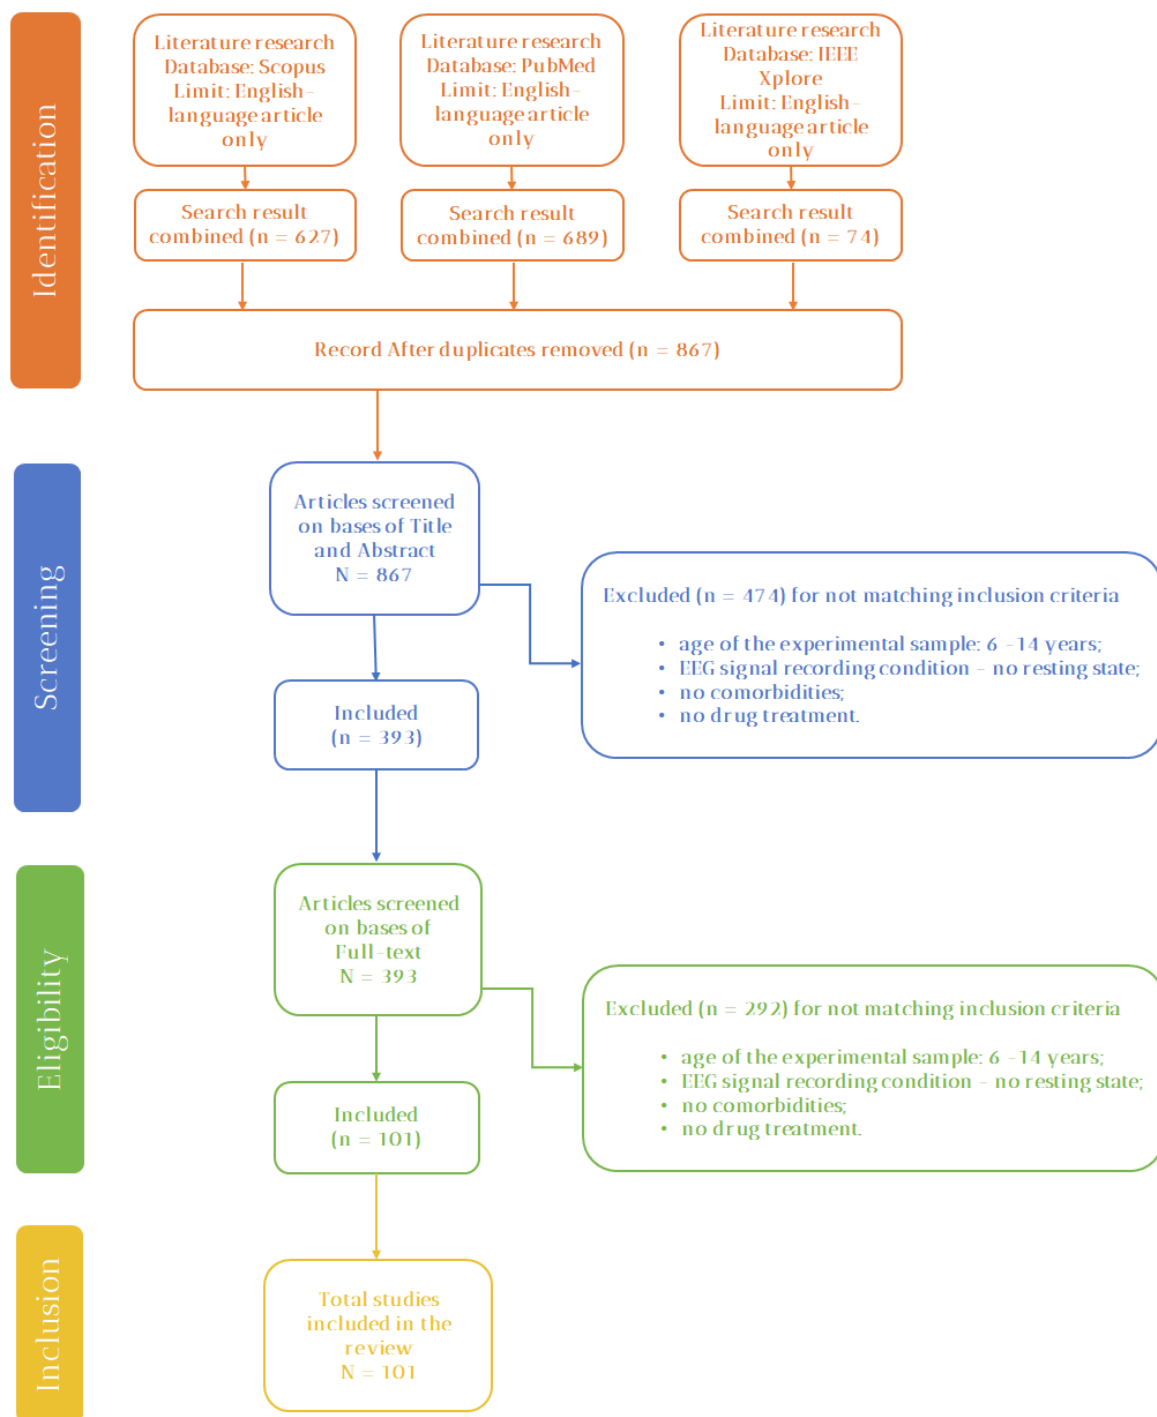 Identification
Literature research
Database: Scopus
Limit: English-
language article
only
Literature research
Database: PubMed
Limit: English-
language article
only
Literature research
Database: IEEE
Xplore
Limit: English-
language article
only
Search result
combined (n = 627)
Search result
combined (n = 689)
Search result
combined (n = 74)
Record After duplicates removed (n = 867)
Screening
Articles screened
on bases of Title
and Abstract
N = 867
Excluded (n = 474) for not matching inclusion criteria
• age of the experimental sample: 6 -14 years;
• EEG signal recording condition - no resting state;
• no comorbidities;
• no drug treatment.
Included
(n = 393)
Eligibility
Articles screened
on bases of
Full-text
N = 393
Excluded (n = 292) for not matching inclusion criteria
• age of the experimental sample: 6 -14 years;
• EEG signal recording condition - no resting state;
• no comorbidities;
• no drug treatment.
Included
(n = 101)
Inclusion
Total studies
included in the
review
N = 101